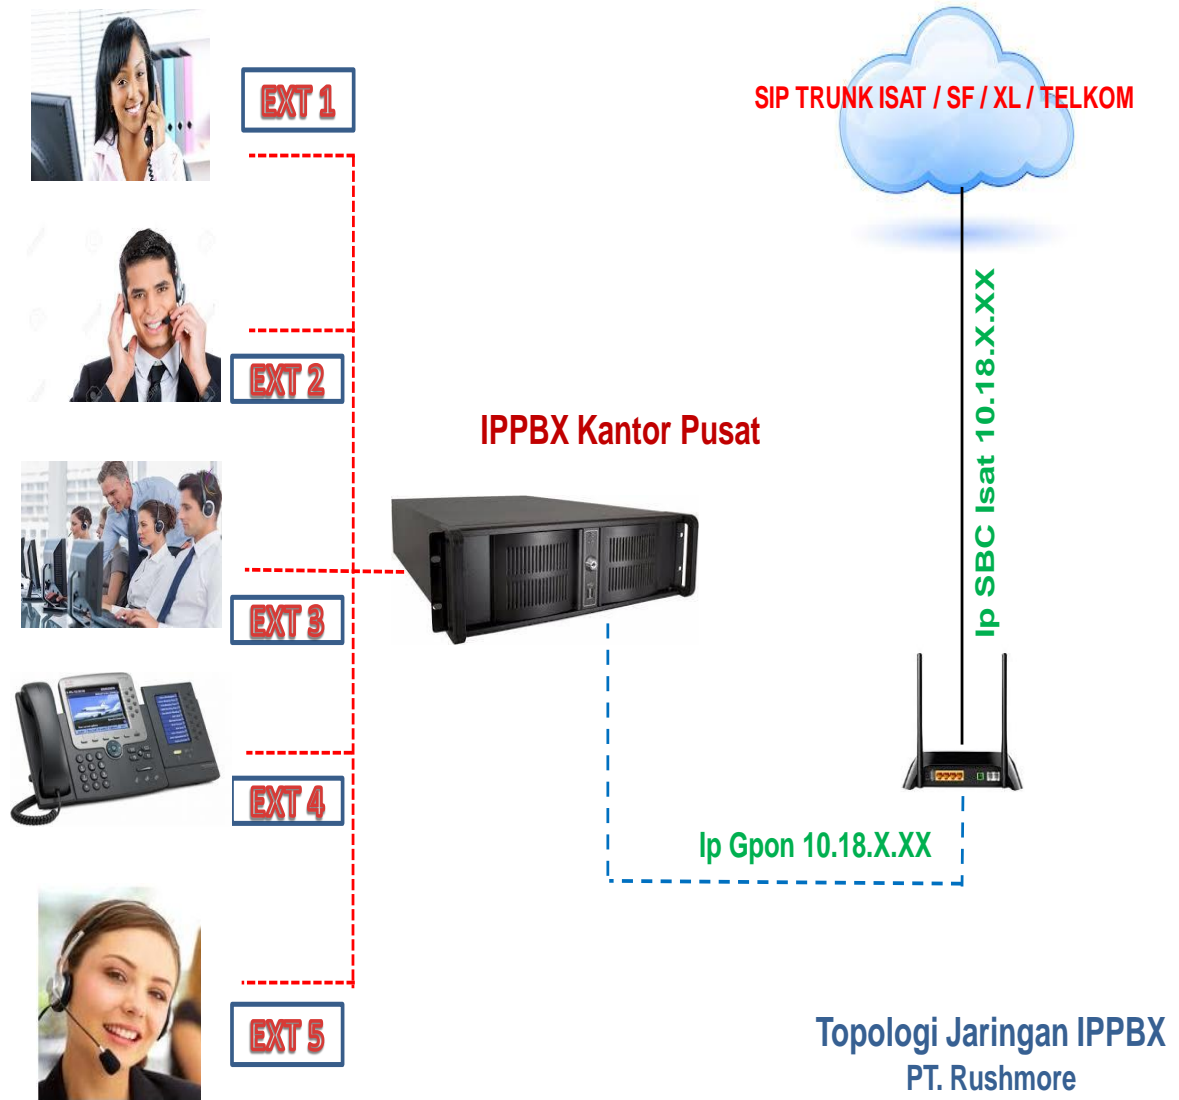 EXT 1
SIP TRUNK ISAT / SF / XL / TELKOM
EXT 2
IPPBX Kantor Pusat
Ip SBC Isat 10.18.X.XX
EXT 3
EXT 4
Ip Gpon 10.18.X.XX
EXT 5
Topologi Jaringan IPPBX
PT. Rushmore